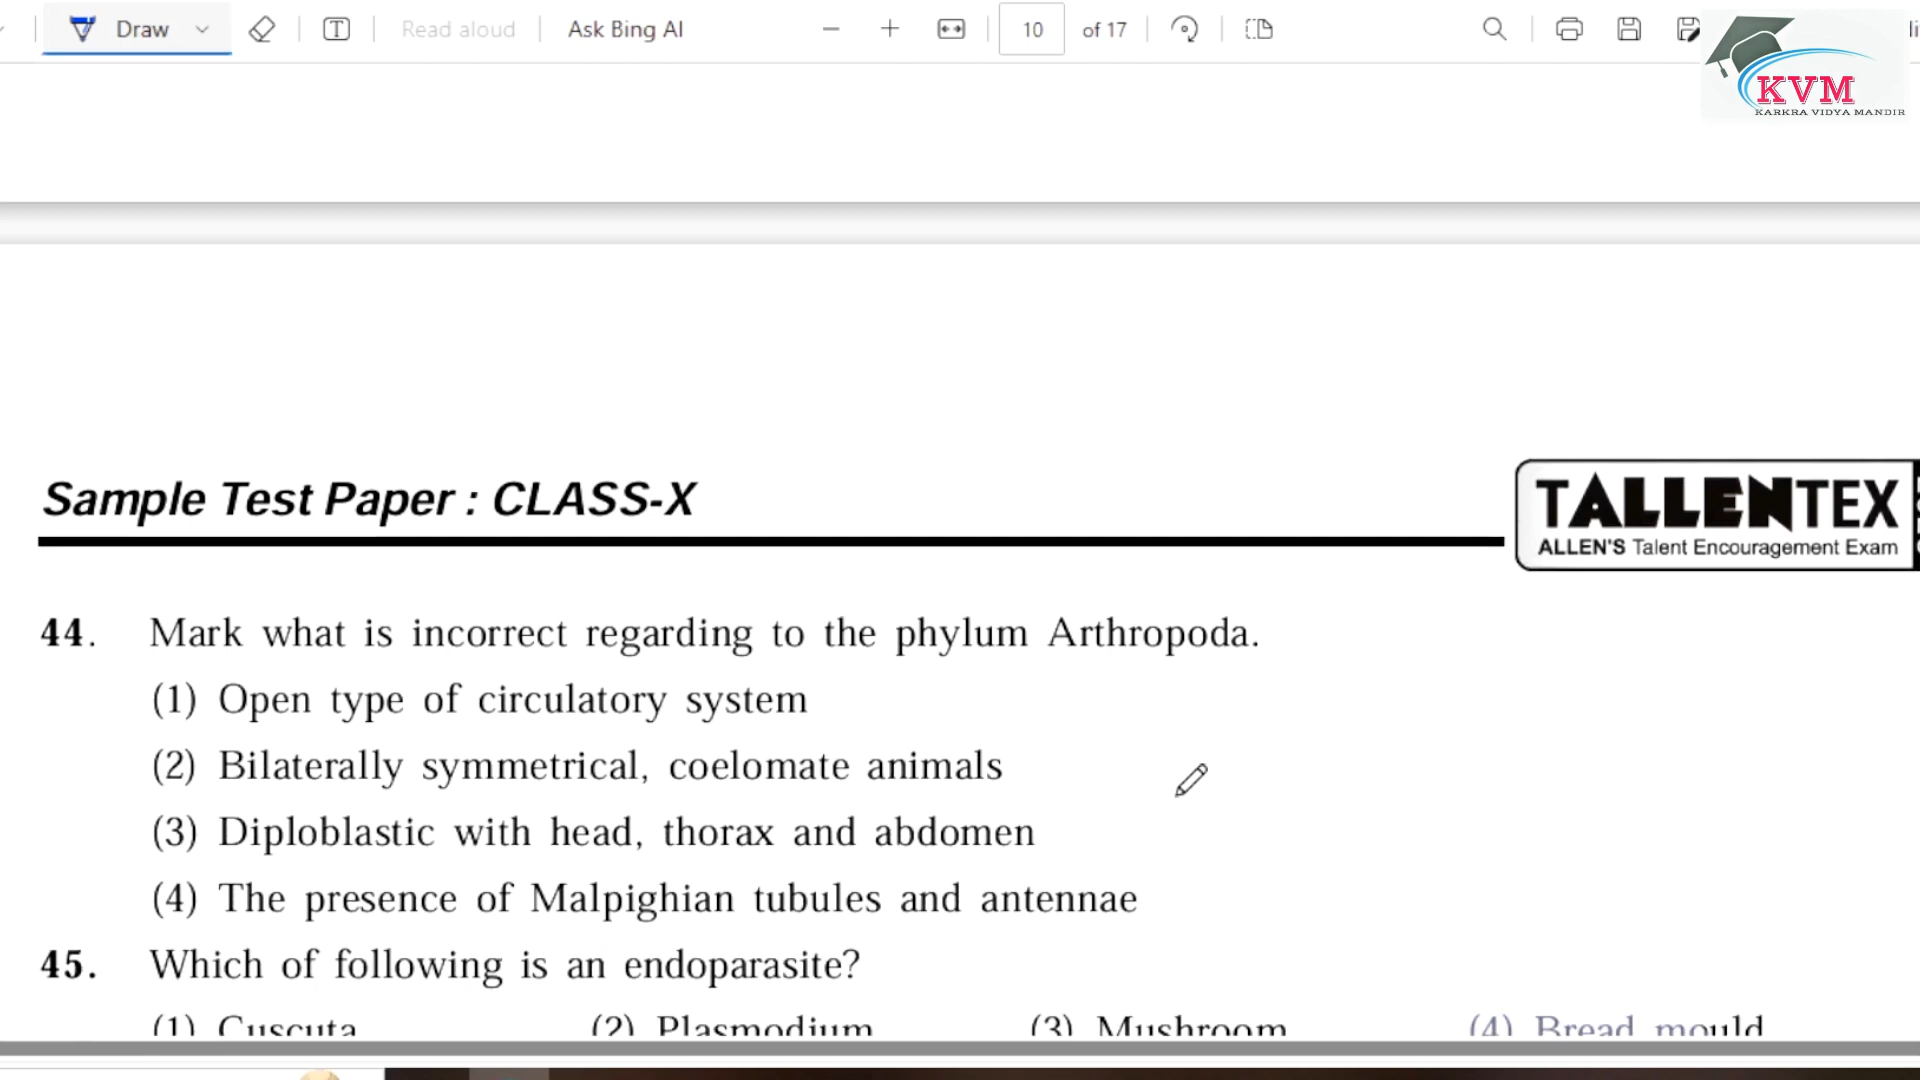 Draw
Read aloud
Ask Bing AI
10
of 17
KVM
KARKRA VIDYA MANDIR
Sample Test Paper : CLASS-X
TALLENTEX
ALLEN'S Talent Encouragement Exam
44. Mark what is incorrect regarding to the phylum Arthropoda.
(1) Open type of circulatory system
(2) Bilaterally symmetrical, coelomate animals
(3) Diploblastic with head, thorax and abdomen
(4) The presence of Malpighian tubules and antennae
45. Which of following is an endoparasite?
(1) Cuscuta (2) Plasmodium (3) Mushroom (4) Bread mould